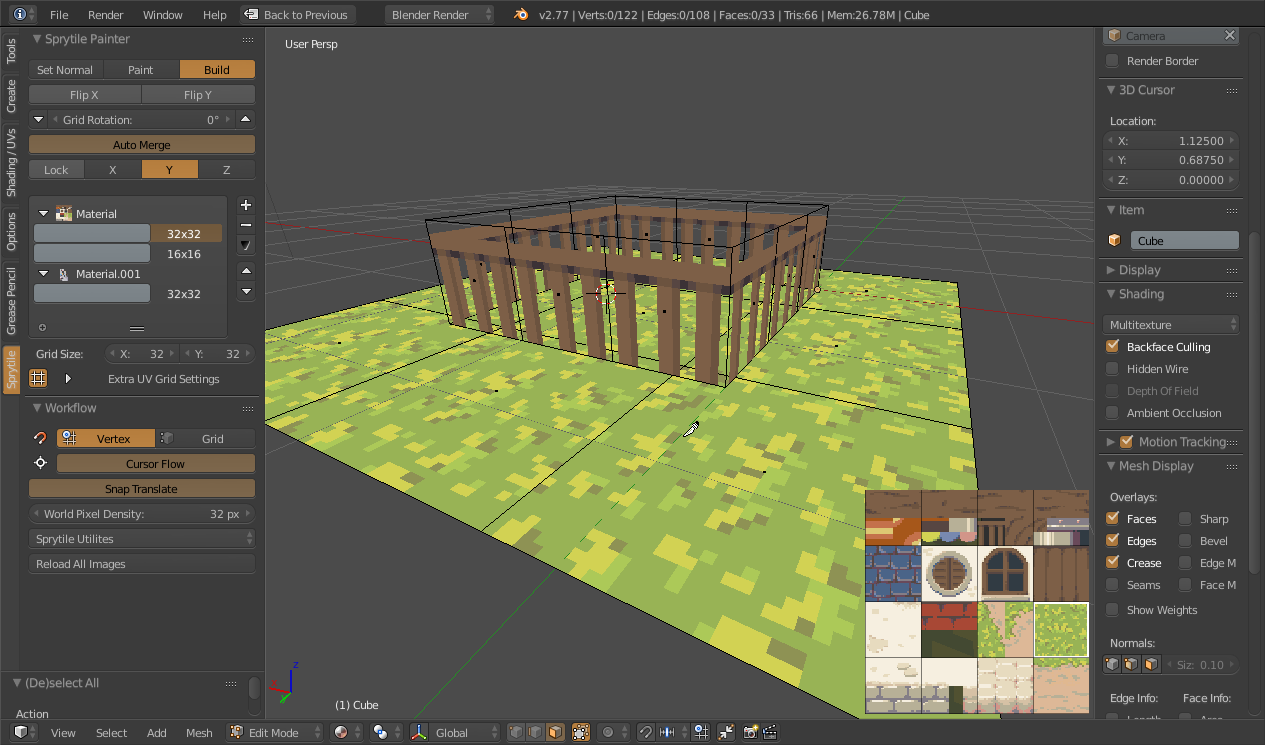 File Render Window Help Back to Previous Blender Render v2.77 | Verts:0/122 | Edges:0/108 | Faces:0/33 | Tris:66 | Mem:26.78M | Cube
Tools
Create
Shading / UVs
Options
Grease Pencil
Sprytile
Sprytile Painter
Set Normal Paint Build
Flip X Flip Y
Grid Rotation: 0°
Auto Merge
Lock X Y Z
Material
32x32
16x16
Material.001
32x32
Grid Size: X: 32 Y: 32
Extra UV Grid Settings
Workflow
Vertex Grid
Cursor Flow
Snap Translate
World Pixel Density: 32 px
Sprytile Utilites
Reload All Images
(De)select All
Action
User Persp
z
(1) Cube
Camera
Render Border
3D Cursor
Location:
X: 1.12500
Y: 0.68750
Z: 0.00000
Item
Cube
Display
Shading
Multitexture
Backface Culling
Hidden Wire
Depth Of Field
Ambient Occlusion
Motion Tracking
Mesh Display
Overlays:
Faces Sharp
Edges Bevel
Crease Edge M
Seams Face M
Show Weights
Normals:
Siz: 0.10
Edge Info: Face Info:
View Select Add Mesh Edit Mode Global